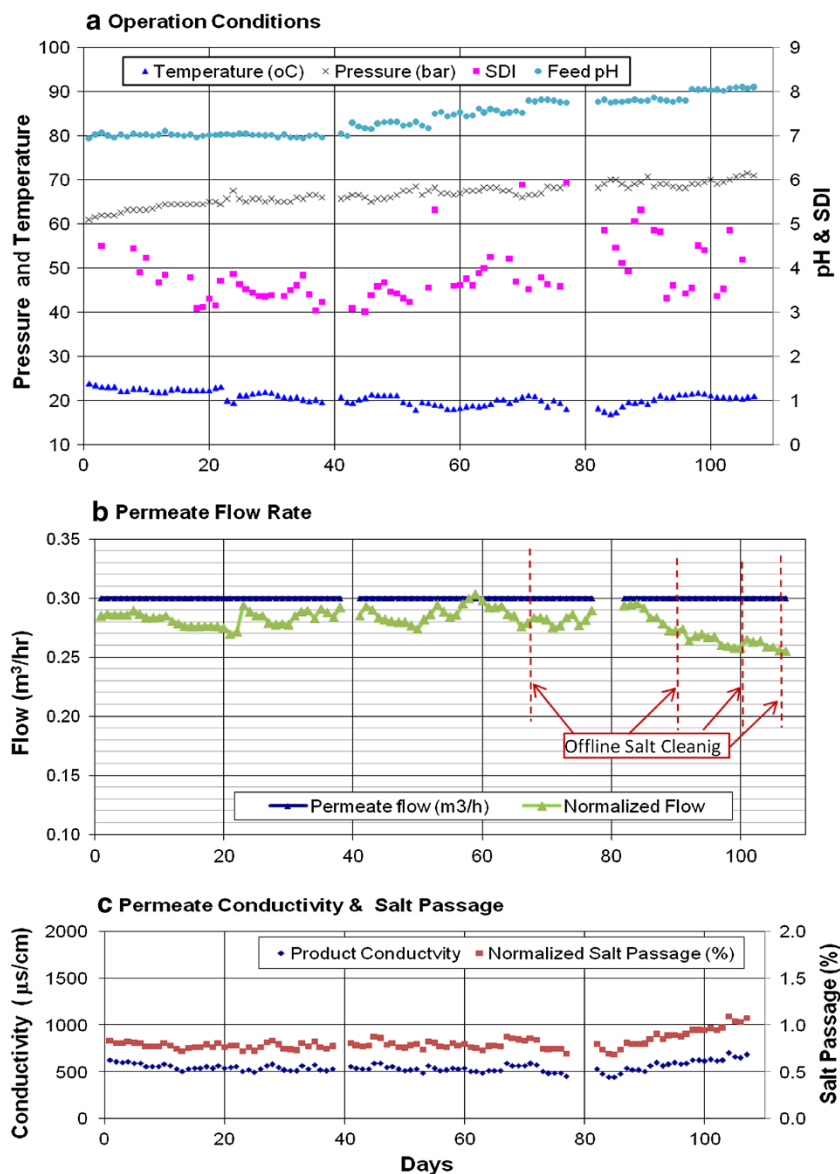 a Operation Conditions
Temperature (oC) Pressure (bar) SDI Feed pH
100
90
80
70
60
50
40
30
20
10
9
8
7
6
5
4
3
2
1
0
Pressure and Temperature
pH & SDI
0 20 40 60 80 100
b Permeate Flow Rate
0.35
0.30
0.25
0.20
0.15
0.10
Flow (m³/hr)
Offline Salt Cleanig
Permeate flow (m3/h) Normalized Flow
0 20 40 60 80 100
c Permeate Conductivity & Salt Passage
Product Conductvity Normalized Salt Passage (%)
2000
1500
1000
500
0
2.0
1.5
1.0
0.5
0.0
Conductivity ( μs/cm)
Salt Passage (%)
0 20 40 60 80 100
Days